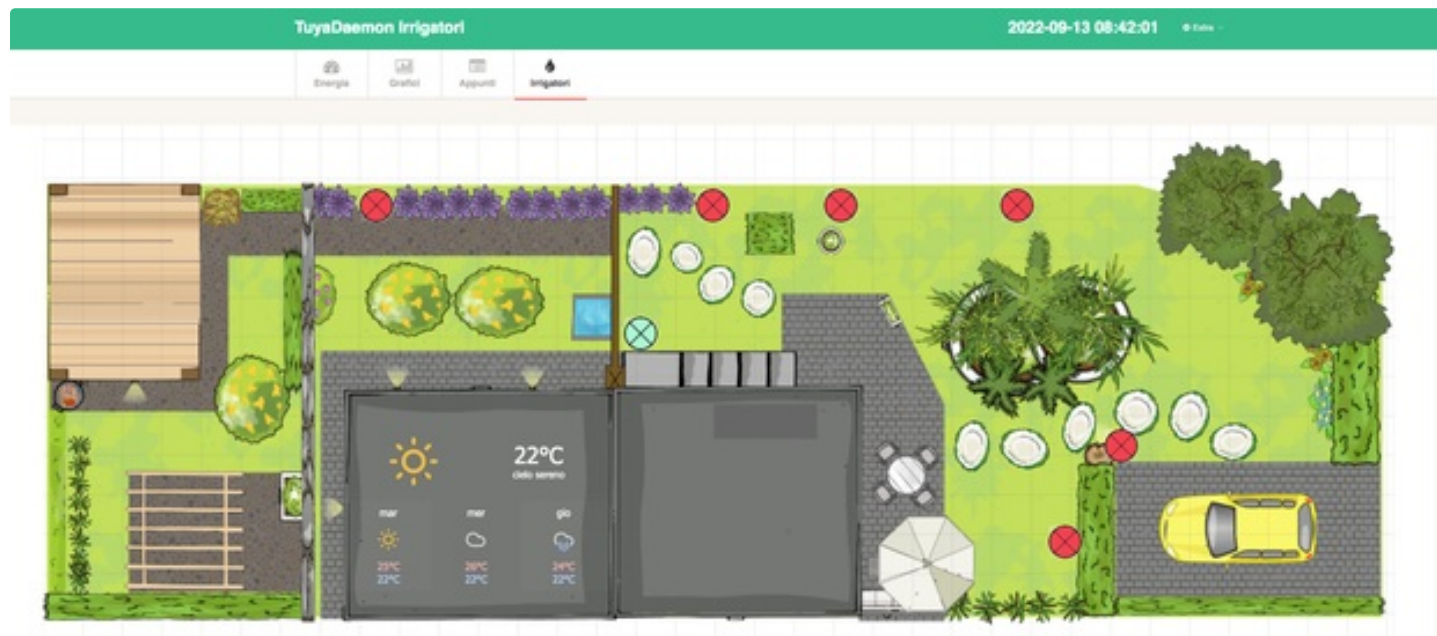 TuyaDaemon Irrigatori
2022-09-13 08:42:01
Extra
Energia
Grafici
Appunti
Irrigatori
22°C
cielo sereno
mar
mer
gio
23°C
26°C
24°C
22°C
22°C
22°C